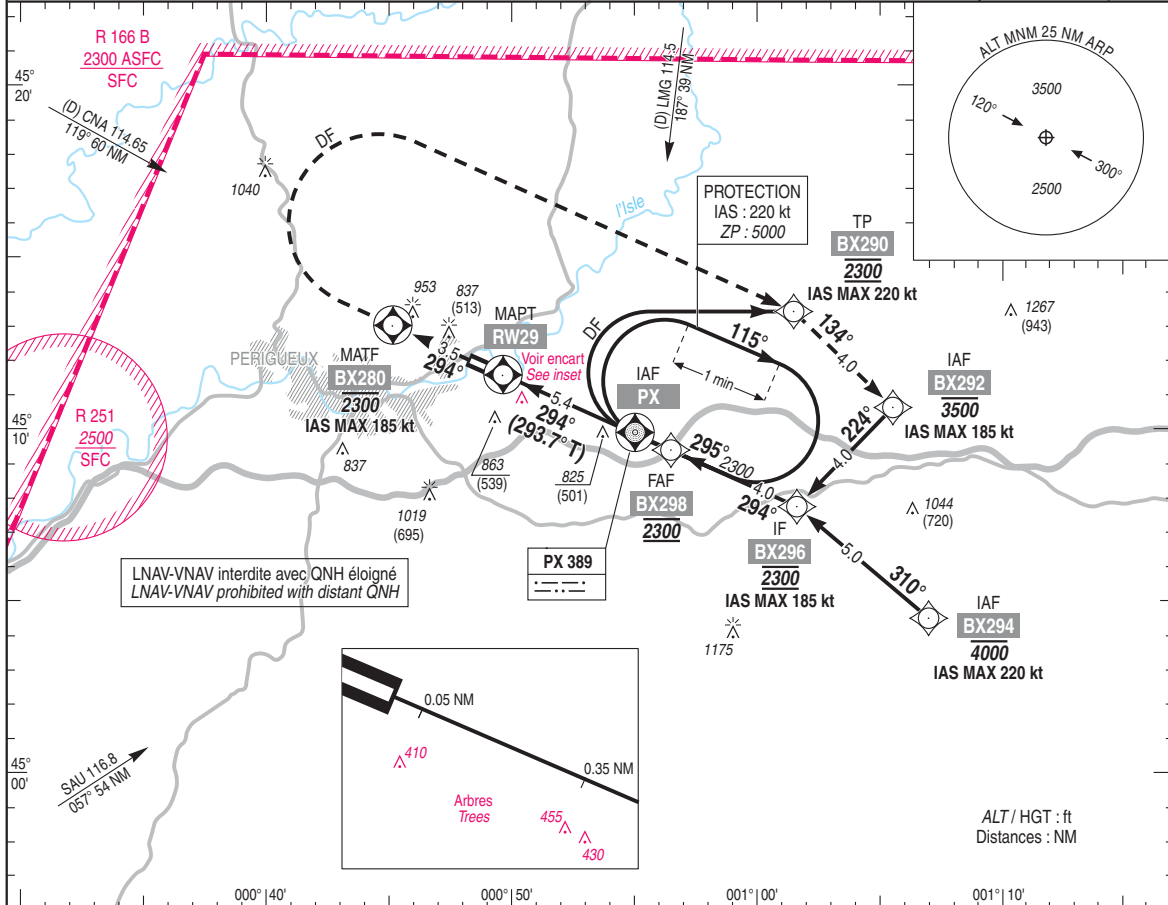 R 166 B
2300 ASFC
SFC
45°
20'
(D) CNA 114.65
119° 60 NM
DF
1040
(D) LMG 114.5
187° 39 NM
l'Isle
ALT MNM 25 NM ARP
3500
120°
300°
2500
PROTECTION
IAS : 220 kt
ZP : 5000
TP
BX290
2300
IAS MAX 220 kt
1267
(943)
953
837
(513)
MAPT
RW29
DF
115°
1 min
134°
4.0
IAF
BX292
3500
IAS MAX 185 kt
PERIGUEUX
MATF
BX280
2300
IAS MAX 185 kt
3.5
294°
Voir encart
See inset
IAF
PX
5.4
294°
(293.7° T)
224°
4.0
R 251
2500
SFC
45°
10'
837
863
(539)
825
(501)
295°
2300
4.0
294°
FAF
BX298
2300
IF
BX296
2300
IAS MAX 185 kt
1019
(695)
1044
(720)
PX 389
5.0
310°
IAF
BX294
4000
IAS MAX 220 kt
LNAV-VNAV interdite avec QNH éloigné
LNAV-VNAV prohibited with distant QNH
1175
0.05 NM
410
0.35 NM
Arbres
Trees
455
430
SAU 116.8
057° 54 NM
45°
00'
ALT / HGT : ft
Distances : NM
000°40'
000°50'
001°00'
001°10'